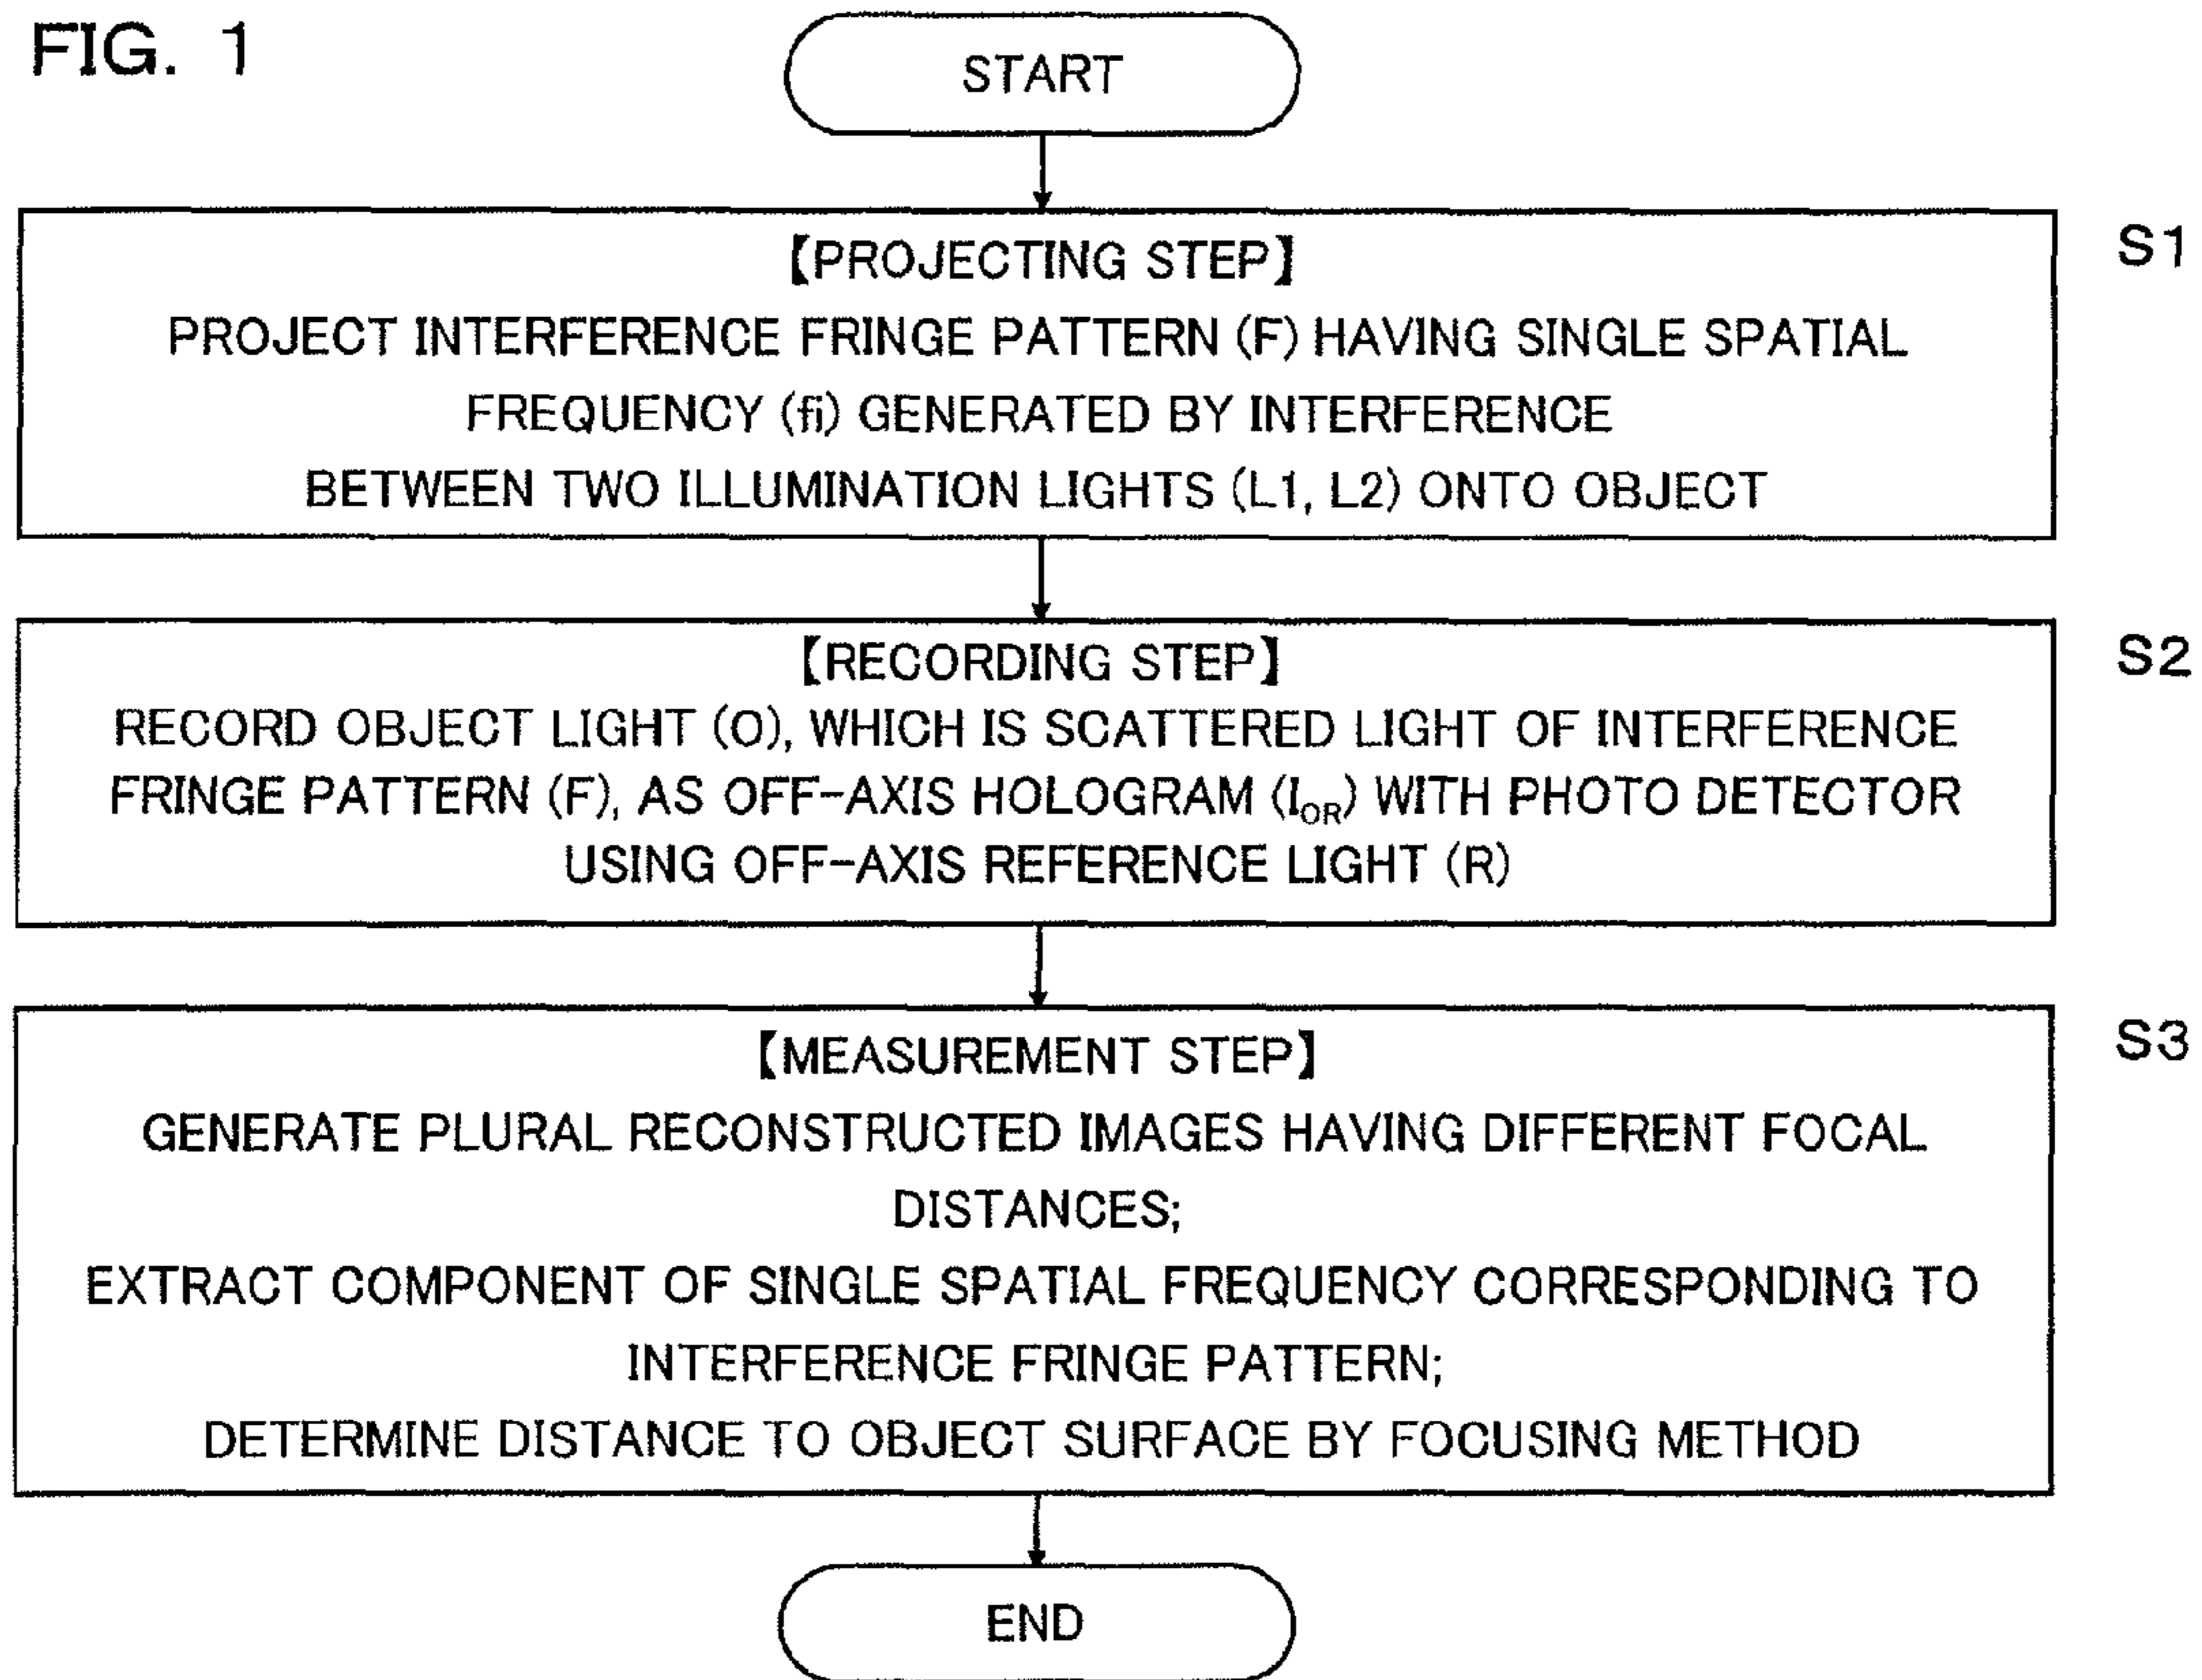 FIG. 1
START
S1
【PROJECTING STEP】
PROJECT INTERFERENCE FRINGE PATTERN (F) HAVING SINGLE SPATIAL
FREQUENCY (fi) GENERATED BY INTERFERENCE
BETWEEN TWO ILLUMINATION LIGHTS (L1, L2) ONTO OBJECT
S2
【RECORDING STEP】
RECORD OBJECT LIGHT (O), WHICH IS SCATTERED LIGHT OF INTERFERENCE
FRINGE PATTERN (F), AS OFF-AXIS HOLOGRAM (I_OR) WITH PHOTO DETECTOR
USING OFF-AXIS REFERENCE LIGHT (R)
S3
【MEASUREMENT STEP】
GENERATE PLURAL RECONSTRUCTED IMAGES HAVING DIFFERENT FOCAL
DISTANCES;
EXTRACT COMPONENT OF SINGLE SPATIAL FREQUENCY CORRESPONDING TO
INTERFERENCE FRINGE PATTERN;
DETERMINE DISTANCE TO OBJECT SURFACE BY FOCUSING METHOD
END